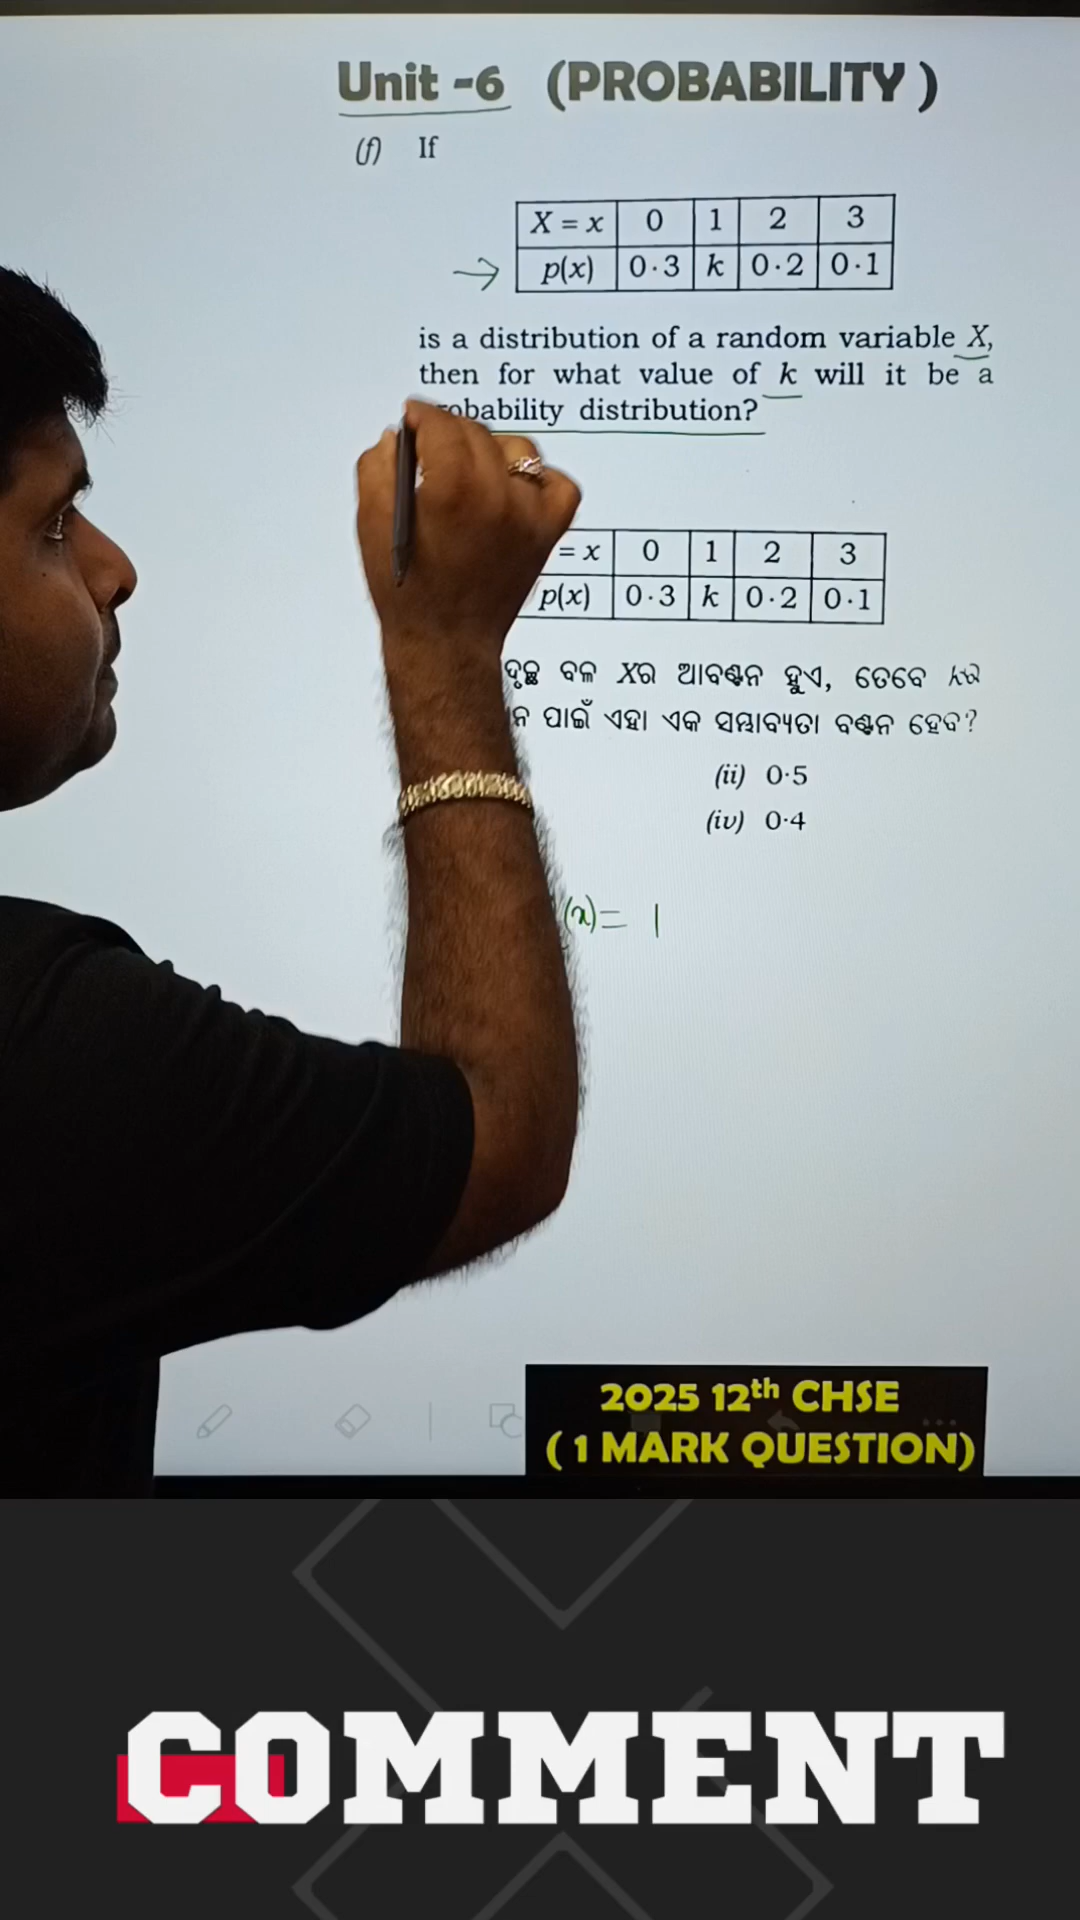 Unit -6 (PROBABILITY )
(f) If
X = x 0 1 2 3
p(x) 0·3 k 0·2 0·1
is a distribution of a random variable X,
then for what value of k will it be a
distribution?
= x 0 1 2 3
p(x) 0·3 k 0·2 0·1
ବଳ Xର ଆବଣ୍ଟନ ହୁଏ, ତେବେ kର
ପାଇଁ ଏହା ଏକ ସମ୍ଭାବ୍ୟତା ବଣ୍ଟନ ହେବ?
(ii) 0·5
(iv) 0·4
(x) = 1
2025 12th CHSE
( 1 MARK QUESTION)
COMMENT